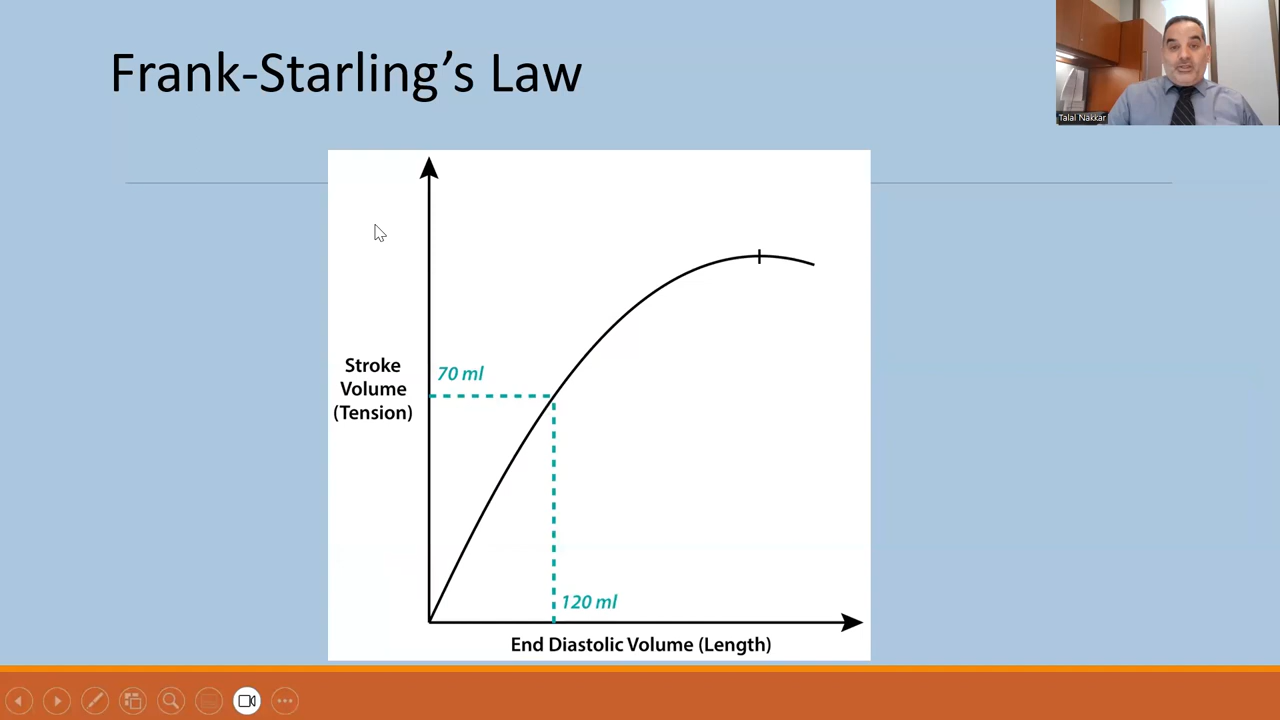 Frank-Starling’s Law
Talal Nakkar
Stroke
Volume
(Tension)
70 ml
120 ml
End Diastolic Volume (Length)